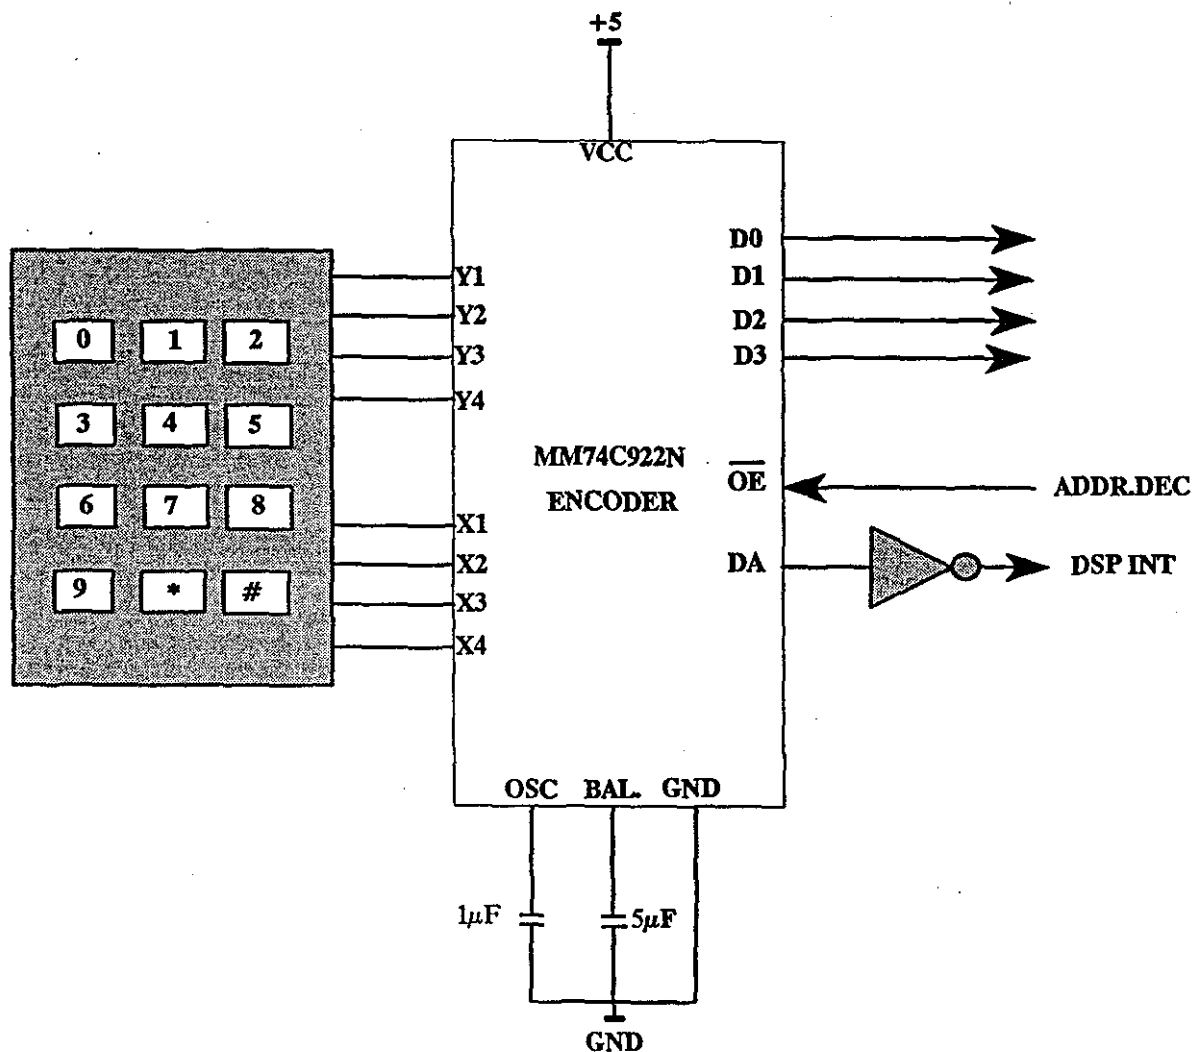 +5
VCC
D0
D1
D2
D3
Y1
Y2
Y3
Y4
0 1 2
3 4 5
6 7 8
9 * #
MM74C922N
ENCODER
OE
ADDR.DEC
X1
X2
X3
X4
DA
DSP INT
OSC BAL. GND
1μF
5μF
GND